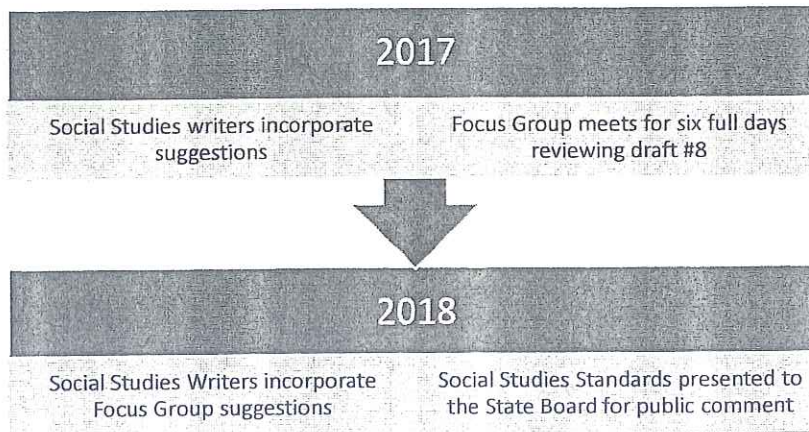 2017
Social Studies writers incorporate
suggestions
Focus Group meets for six full days
reviewing draft #8
2018
Social Studies Writers incorporate
Focus Group suggestions
Social Studies Standards presented to
the State Board for public comment